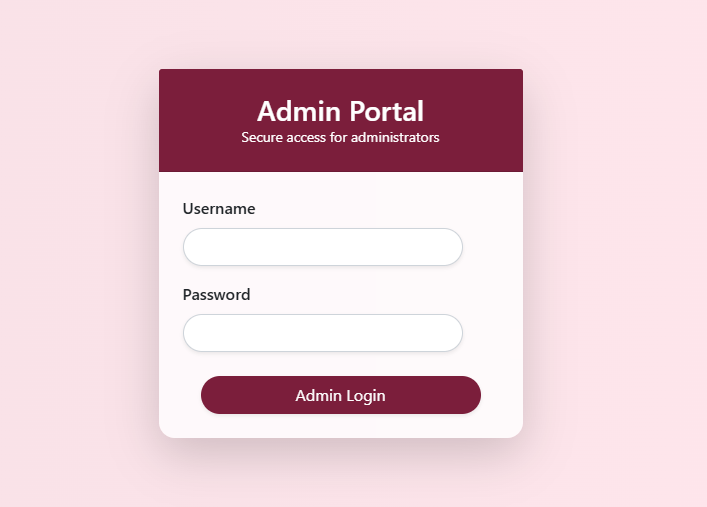 Admin Portal
Secure access for administrators
Username
Password
Admin Login